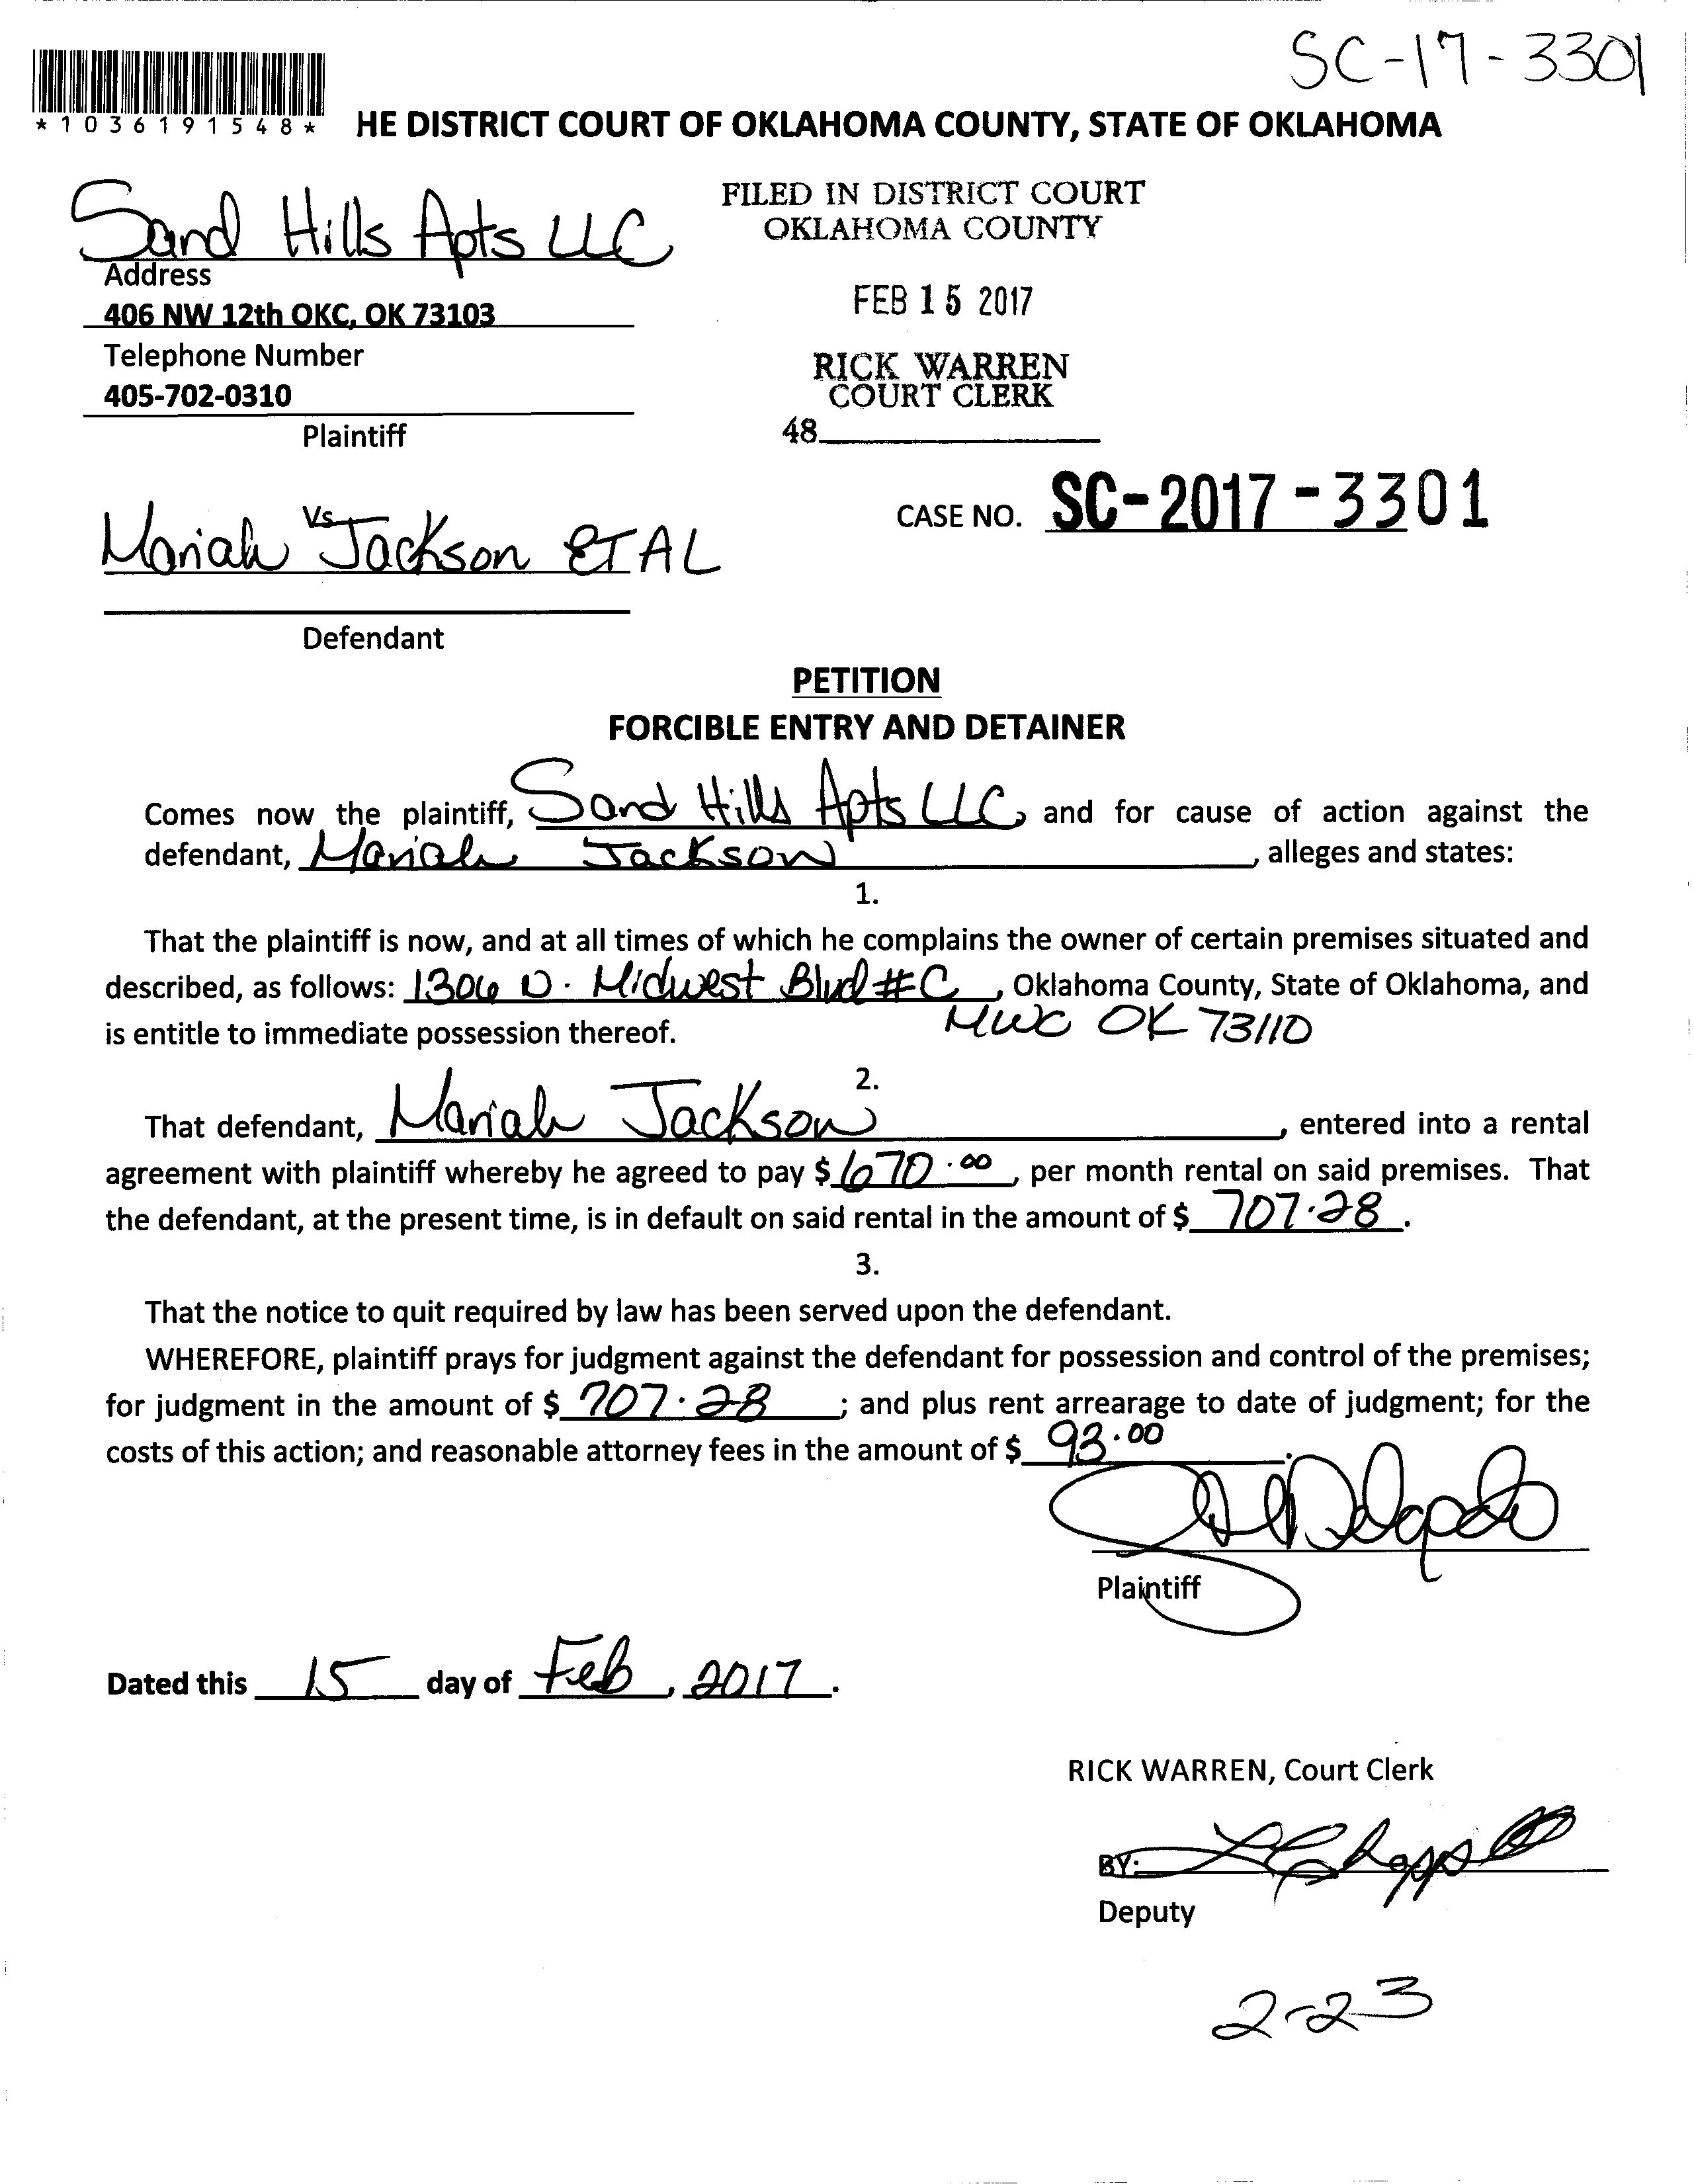 SC-17-3301
*1036191548*
HE DISTRICT COURT OF OKLAHOMA COUNTY, STATE OF OKLAHOMA
Sand Hills Apts LLC
Address
406 NW 12th OKC, OK 73103
Telephone Number
405-702-0310
Plaintiff
FILED IN DISTRICT COURT
OKLAHOMA COUNTY
FEB 15 2017
RICK WARREN
COURT CLERK
48
CASE NO. SC-2017-3301
Vs
Mariah Jackson ET AL
Defendant
PETITION
FORCIBLE ENTRY AND DETAINER
Comes now the plaintiff, Sand Hills Apts LLC, and for cause of action against the
defendant, Mariah Jackson, alleges and states:
1.
That the plaintiff is now, and at all times of which he complains the owner of certain premises situated and
described, as follows: 1306 N. Midwest Blvd #C, Oklahoma County, State of Oklahoma, and
is entitle to immediate possession thereof. MWC OK 73110
2.
That defendant, Mariah Jackson, entered into a rental
agreement with plaintiff whereby he agreed to pay $670.00, per month rental on said premises. That
the defendant, at the present time, is in default on said rental in the amount of $ 707.28.
3.
That the notice to quit required by law has been served upon the defendant.
WHEREFORE, plaintiff prays for judgment against the defendant for possession and control of the premises;
for judgment in the amount of $ 707.28; and plus rent arrearage to date of judgment; for the
costs of this action; and reasonable attorney fees in the amount of $ 93.00.
Plaintiff
Dated this 15 day of Feb, 2017.
RICK WARREN, Court Clerk
BY:
Deputy
2-23